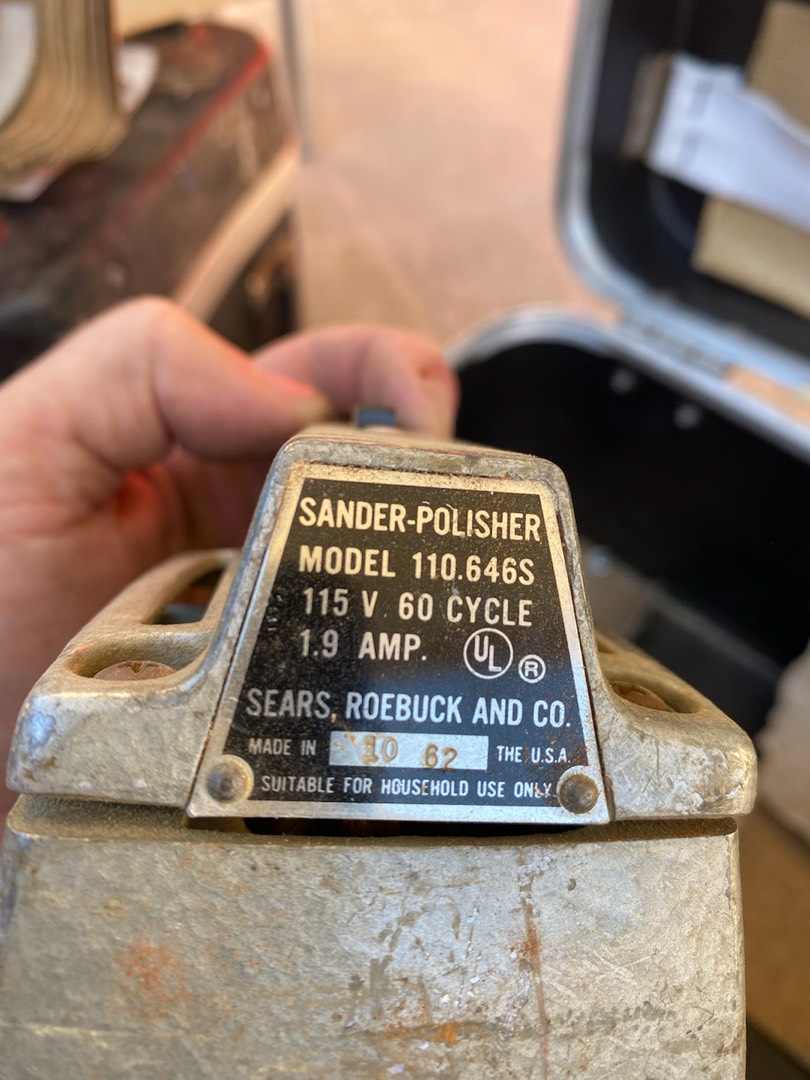 SANDER-POLISHER
MODEL 110.646S
115 V 60 CYCLE
1.9 AMP. UL ®
SEARS, ROEBUCK AND CO.
MADE IN 10 62 THE U.S.A.
SUITABLE FOR HOUSEHOLD USE ONLY